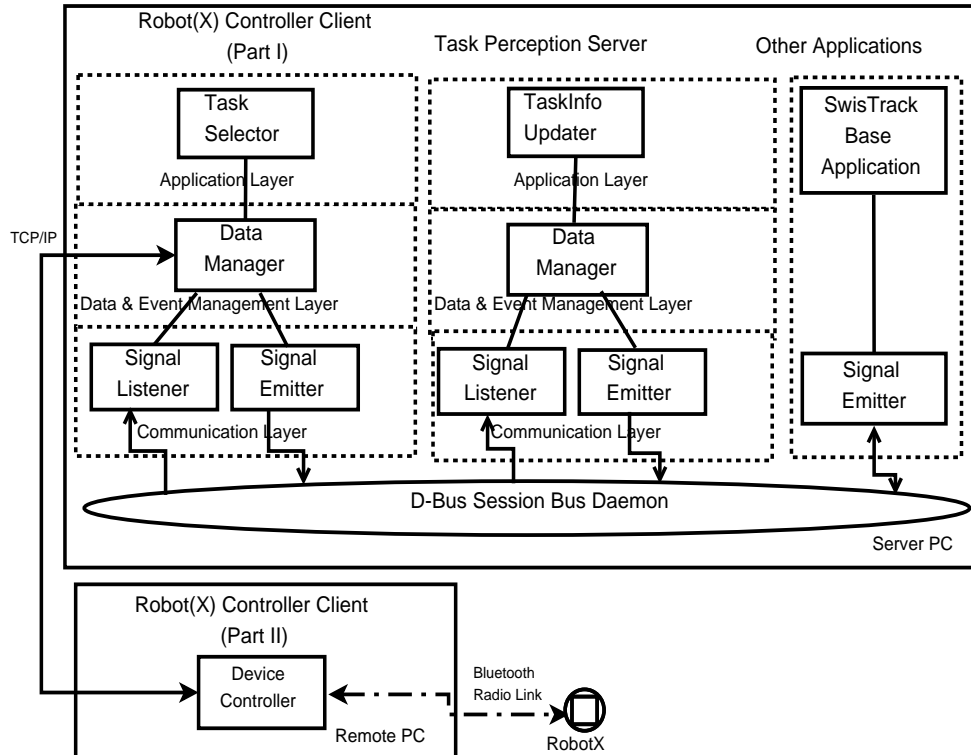 Robot(X) Controller Client
(Part I)
Task Perception Server
Other Applications
Task
Selector
Application Layer
TaskInfo
Updater
Application Layer
SwisTrack
Base
Application
TCP/IP
Data
Manager
Data & Event Management Layer
Data
Manager
Data & Event Management Layer
Signal
Listener
Signal
Emitter
Communication Layer
Signal
Listener
Signal
Emitter
Communication Layer
Signal
Emitter
D-Bus Session Bus Daemon
Server PC
Robot(X) Controller Client
(Part II)
Device
Controller
Remote PC
Bluetooth
Radio Link
RobotX